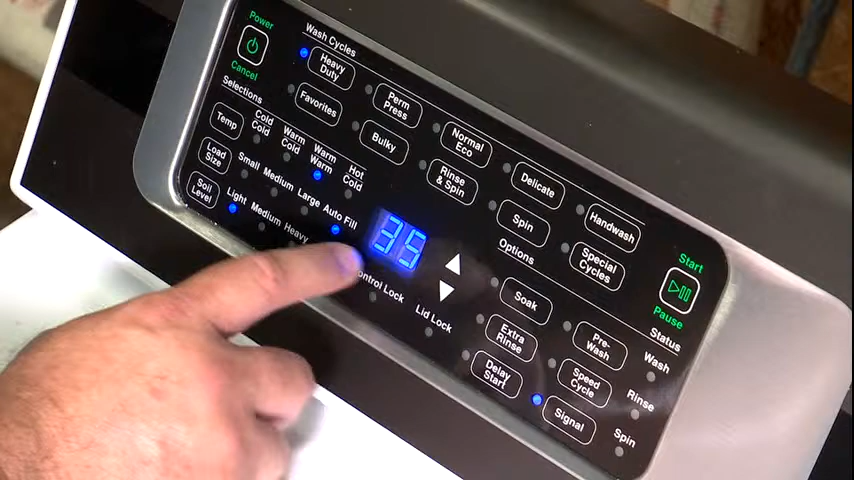 Power
Cancel
Wash Cycles
Heavy
Duty
Favorites
Perm
Press
Bulky
Normal
Eco
Rinse
& Spin
Delicate
Spin
Handwash
Special
Cycles
Selections
Temp
Cold
Cold
Warm
Cold
Warm
Warm
Hot
Cold
Load
Size
Small
Medium
Large
Auto Fill
Soil
Level
Light
Medium
Heavy
35
Control Lock
Lid Lock
Options
Soak
Extra
Rinse
Delay
Start
Pre-
Wash
Speed
Cycle
Signal
Start
Pause
Status
Wash
Rinse
Spin